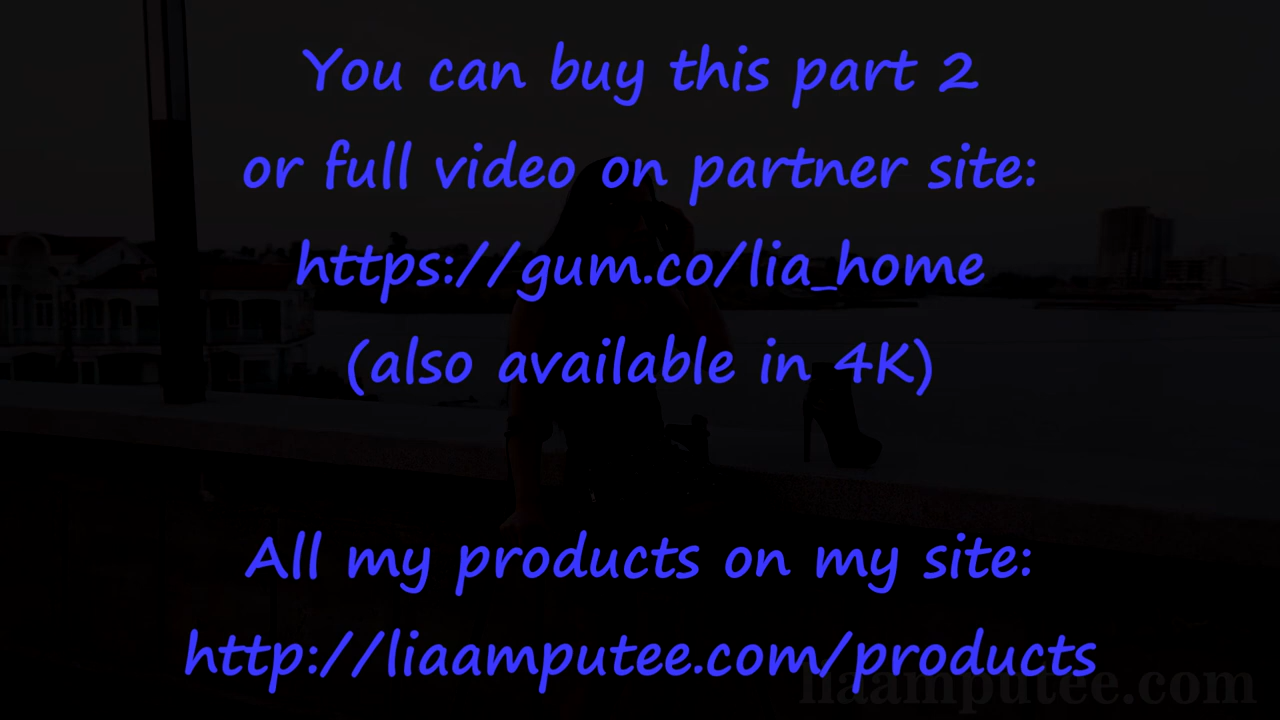 You can buy this part 2
or full video on partner site:
https://gum.co/lia_home
(also available in 4K)
All my products on my site:
http://liaamputee.com/products
liaamputee.com